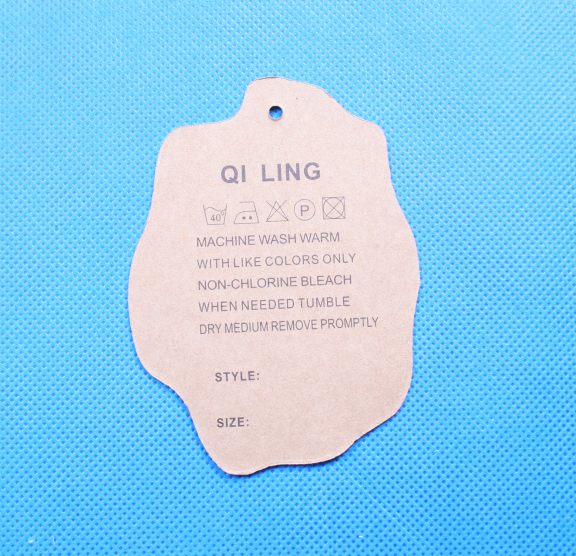 QI LING
40 P
MACHINE WASH WARM
WITH LIKE COLORS ONLY
NON-CHLORINE BLEACH
WHEN NEEDED TUMBLE
DRY MEDIUM REMOVE PROMPTLY
STYLE:
SIZE: